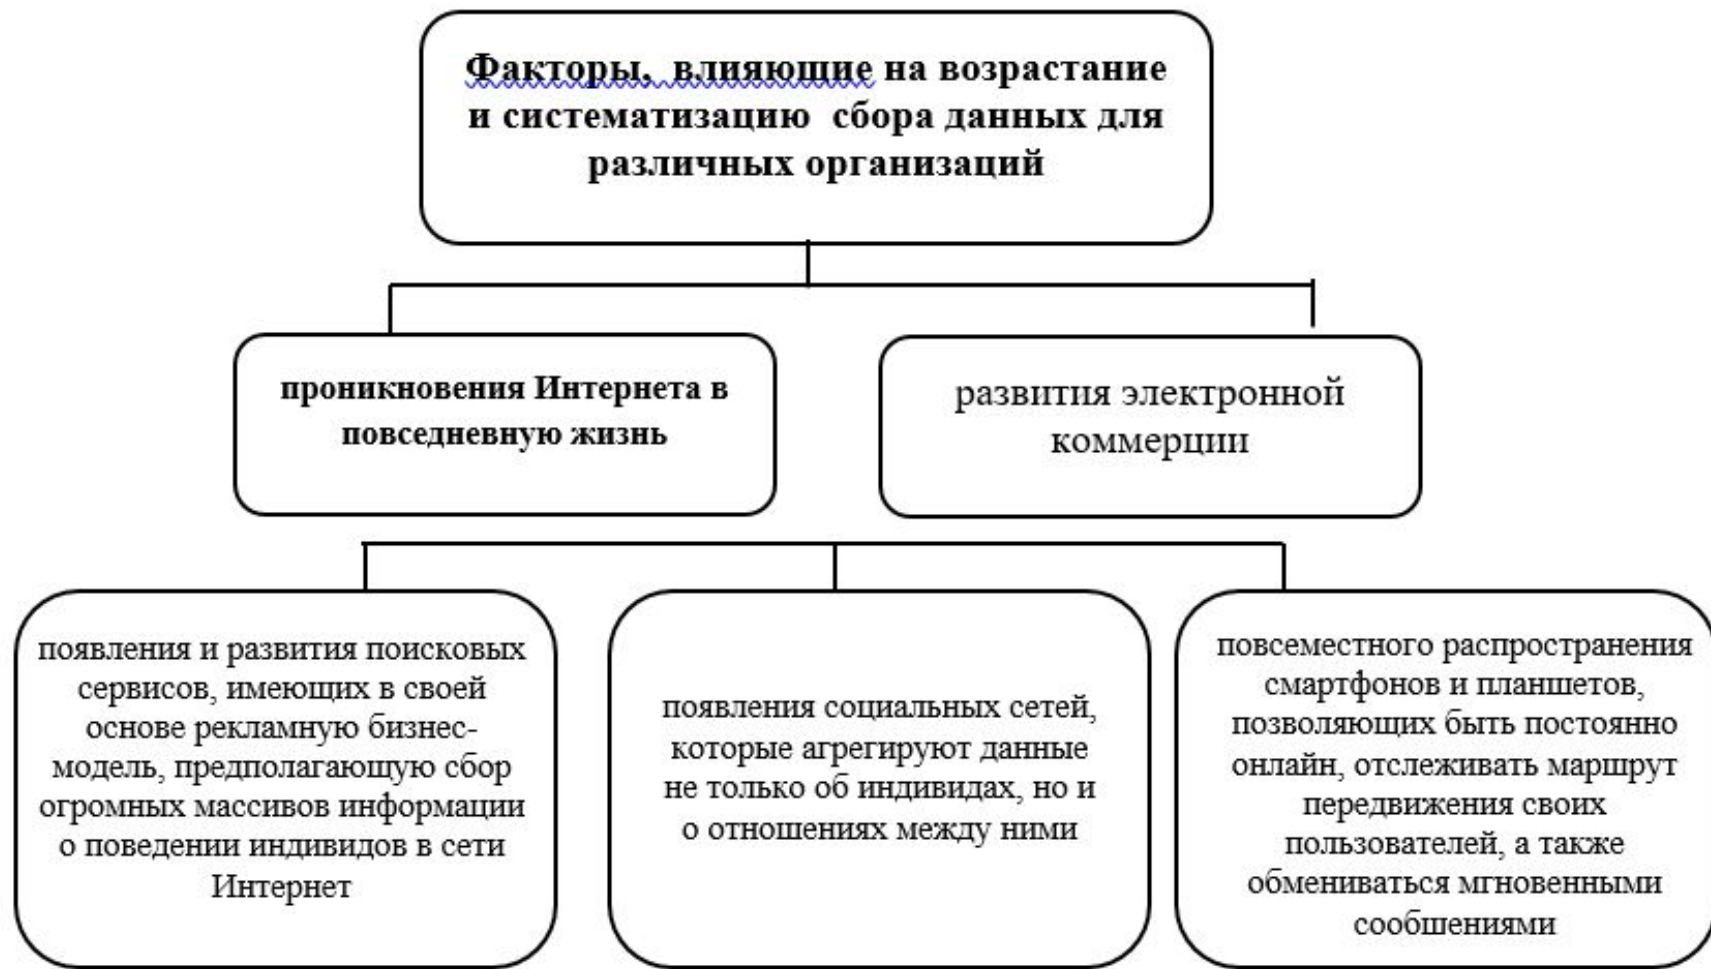 Факторы,  влияюшие на возрастание
и систематизацию  сбора данных для
различных организаций
проникновения Интернета в
повседневную жизнь
развития электронной
коммерции
появления и развития поисковых
сервисов, имеющих в своей
основе рекламную бизнес-
модель, предполагающую сбор
огромных массивов информации
о поведении индивидов в сети
Интернет
появления социальных сетей,
которые агрегируют данные
не только об индивидах, но и
о отношениях между ними
повсеместного распространения
смартфонов и планшетов,
позволяющих быть постоянно
онлайн, отслеживать маршрут
передвижения своих
пользователей, а также
обмениваться мгновенными
сообшениями